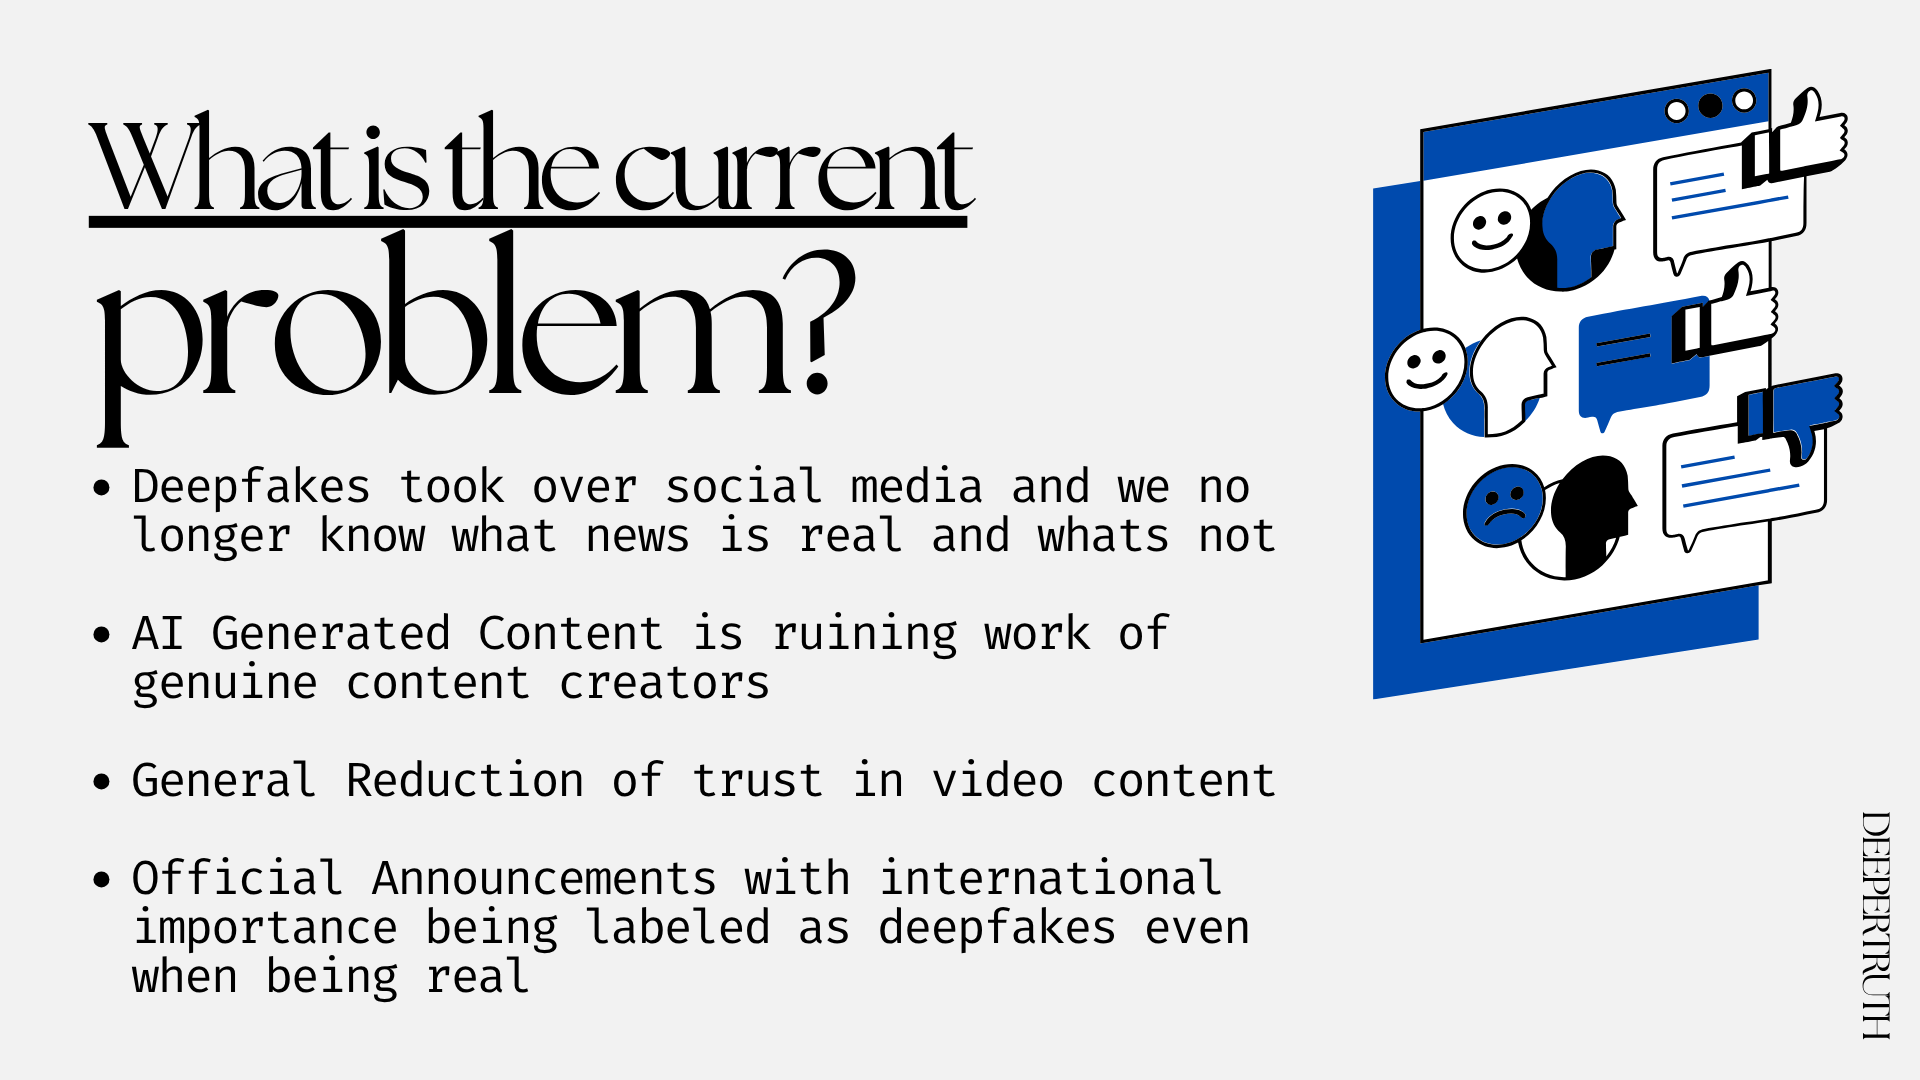 What is the current
problem?
• Deepfakes took over social media and we no
longer know what news is real and whats not
• AI Generated Content is ruining work of
genuine content creators
• General Reduction of trust in video content
• Official Announcements with international
importance being labeled as deepfakes even
when being real
DEEPERTRUTH